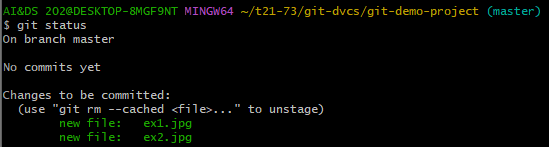 AI&DS 2O2@DESKTOP-8MGF9NT MINGW64 ~/t21-73/git-dvcs/git-demo-project (master)
$ git status
On branch master
No commits yet
Changes to be committed:
(use "git rm --cached <file>..." to unstage)
new file: ex1.jpg
new file: ex2.jpg